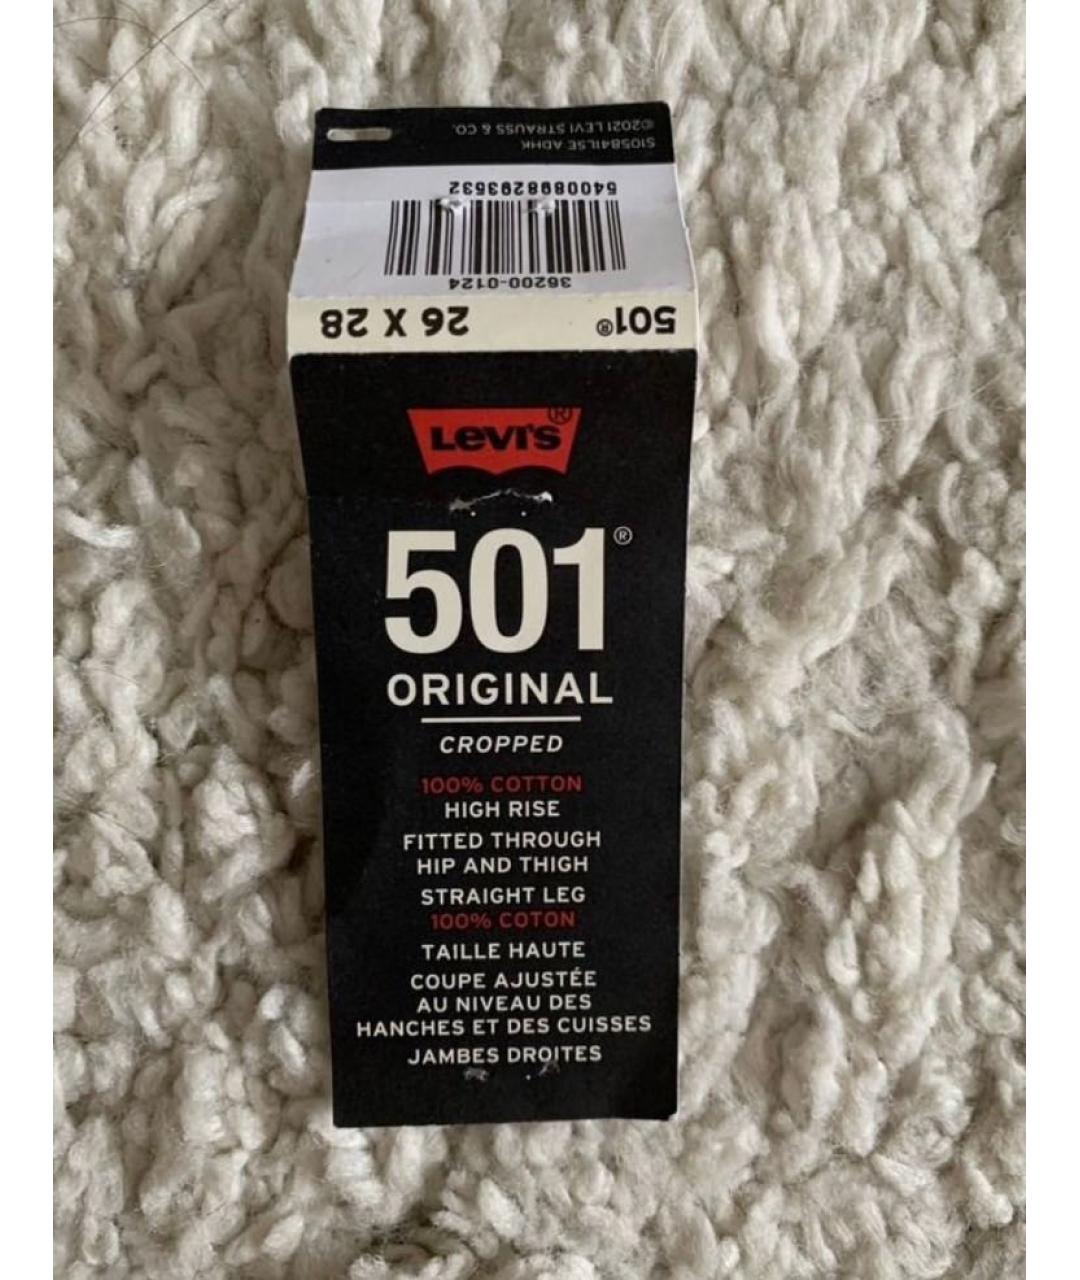 ©2021 LEVI STRAUSS & CO.
S105841LSE ADHK
5400898293532
36200-0124
501® 26 X 28
LEVI'S®
501®
ORIGINAL
CROPPED
100% COTTON
HIGH RISE
FITTED THROUGH
HIP AND THIGH
STRAIGHT LEG
100% COTON
TAILLE HAUTE
COUPE AJUSTÉE
AU NIVEAU DES
HANCHES ET DES CUISSES
JAMBES DROITES